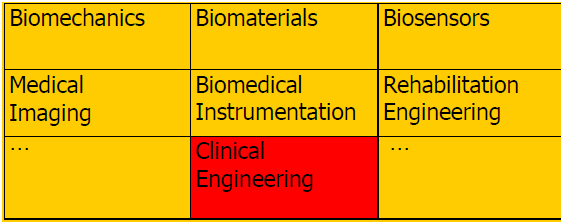 Biomechanics
Biomaterials
Biosensors
Medical
Imaging
Biomedical
Instrumentation
Rehabilitation
Engineering
...
Clinical
Engineering
...